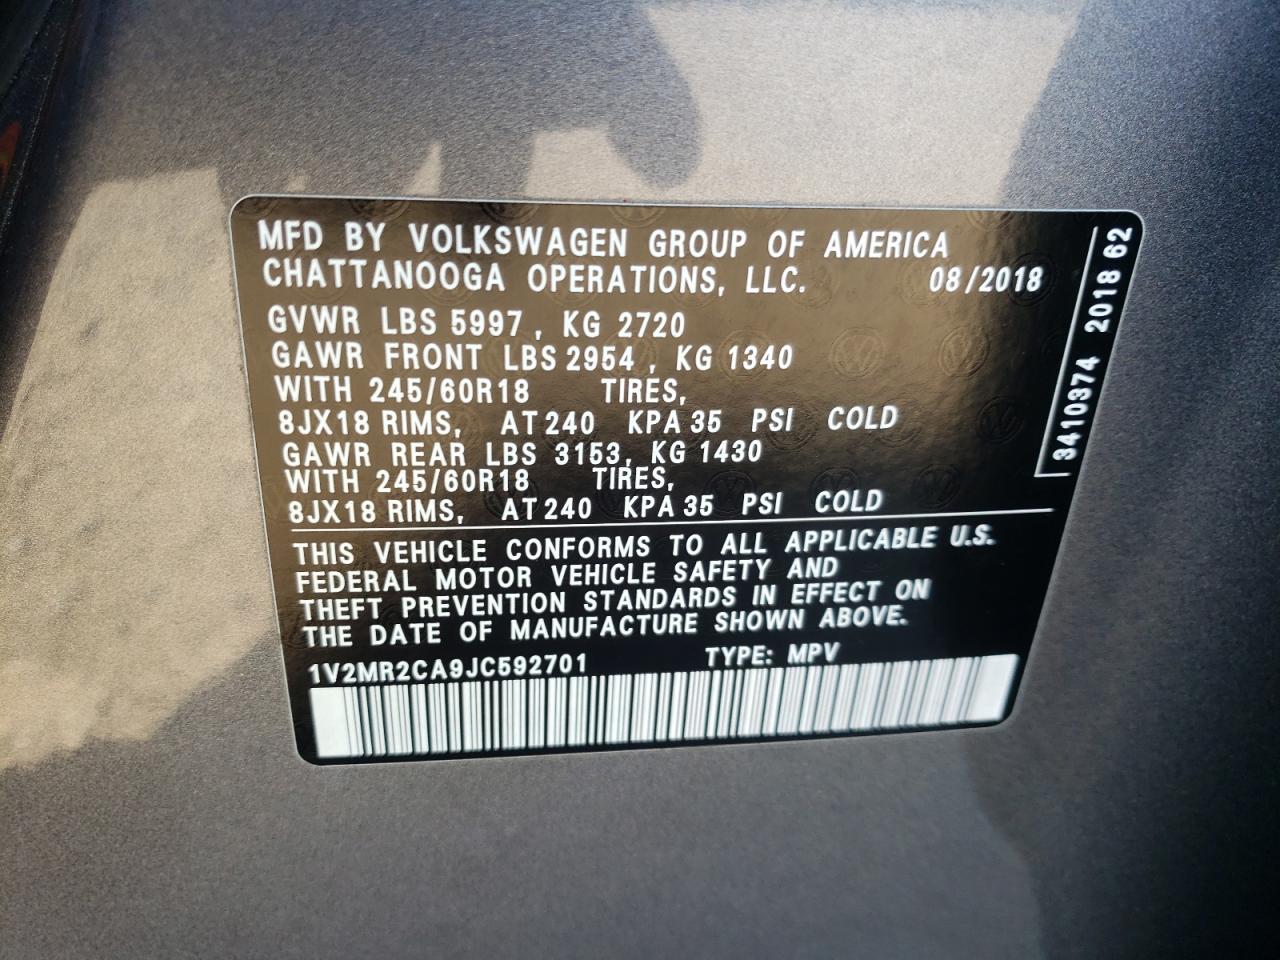 MFD BY VOLKSWAGEN GROUP OF AMERICA
CHATTANOOGA OPERATIONS, LLC. 08/2018
GVWR LBS 5997 , KG 2720
GAWR FRONT LBS 2954 , KG 1340
WITH 245/60R18 TIRES,
8JX18 RIMS, AT 240 KPA 35 PSI COLD
GAWR REAR LBS 3153, KG 1430
WITH 245/60R18 TIRES,
8JX18 RIMS, AT 240 KPA 35 PSI COLD
THIS VEHICLE CONFORMS TO ALL APPLICABLE U.S.
FEDERAL MOTOR VEHICLE SAFETY AND
THEFT PREVENTION STANDARDS IN EFFECT ON
THE DATE OF MANUFACTURE SHOWN ABOVE.
1V2MR2CA9JC592701 TYPE: MPV
3410374 2018 62